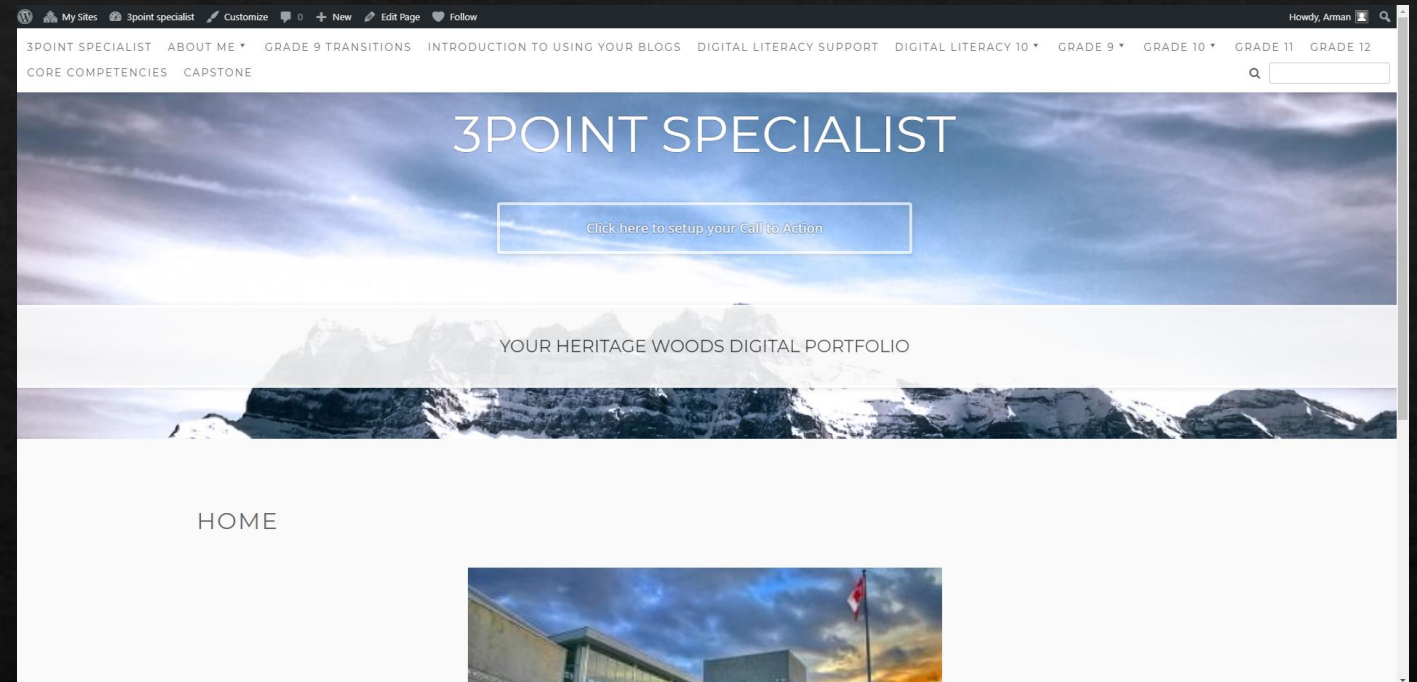 My Sites 3point specialist Customize 0 New Edit Page Follow Howdy, Arman
3POINT SPECIALIST ABOUT ME GRADE 9 TRANSITIONS INTRODUCTION TO USING YOUR BLOGS DIGITAL LITERACY SUPPORT DIGITAL LITERACY 10 GRADE 9 GRADE 10 GRADE 11 GRADE 12
CORE COMPETENCIES CAPSTONE
3POINT SPECIALIST
Click here to setup your Call to Action
YOUR HERITAGE WOODS DIGITAL PORTFOLIO
HOME